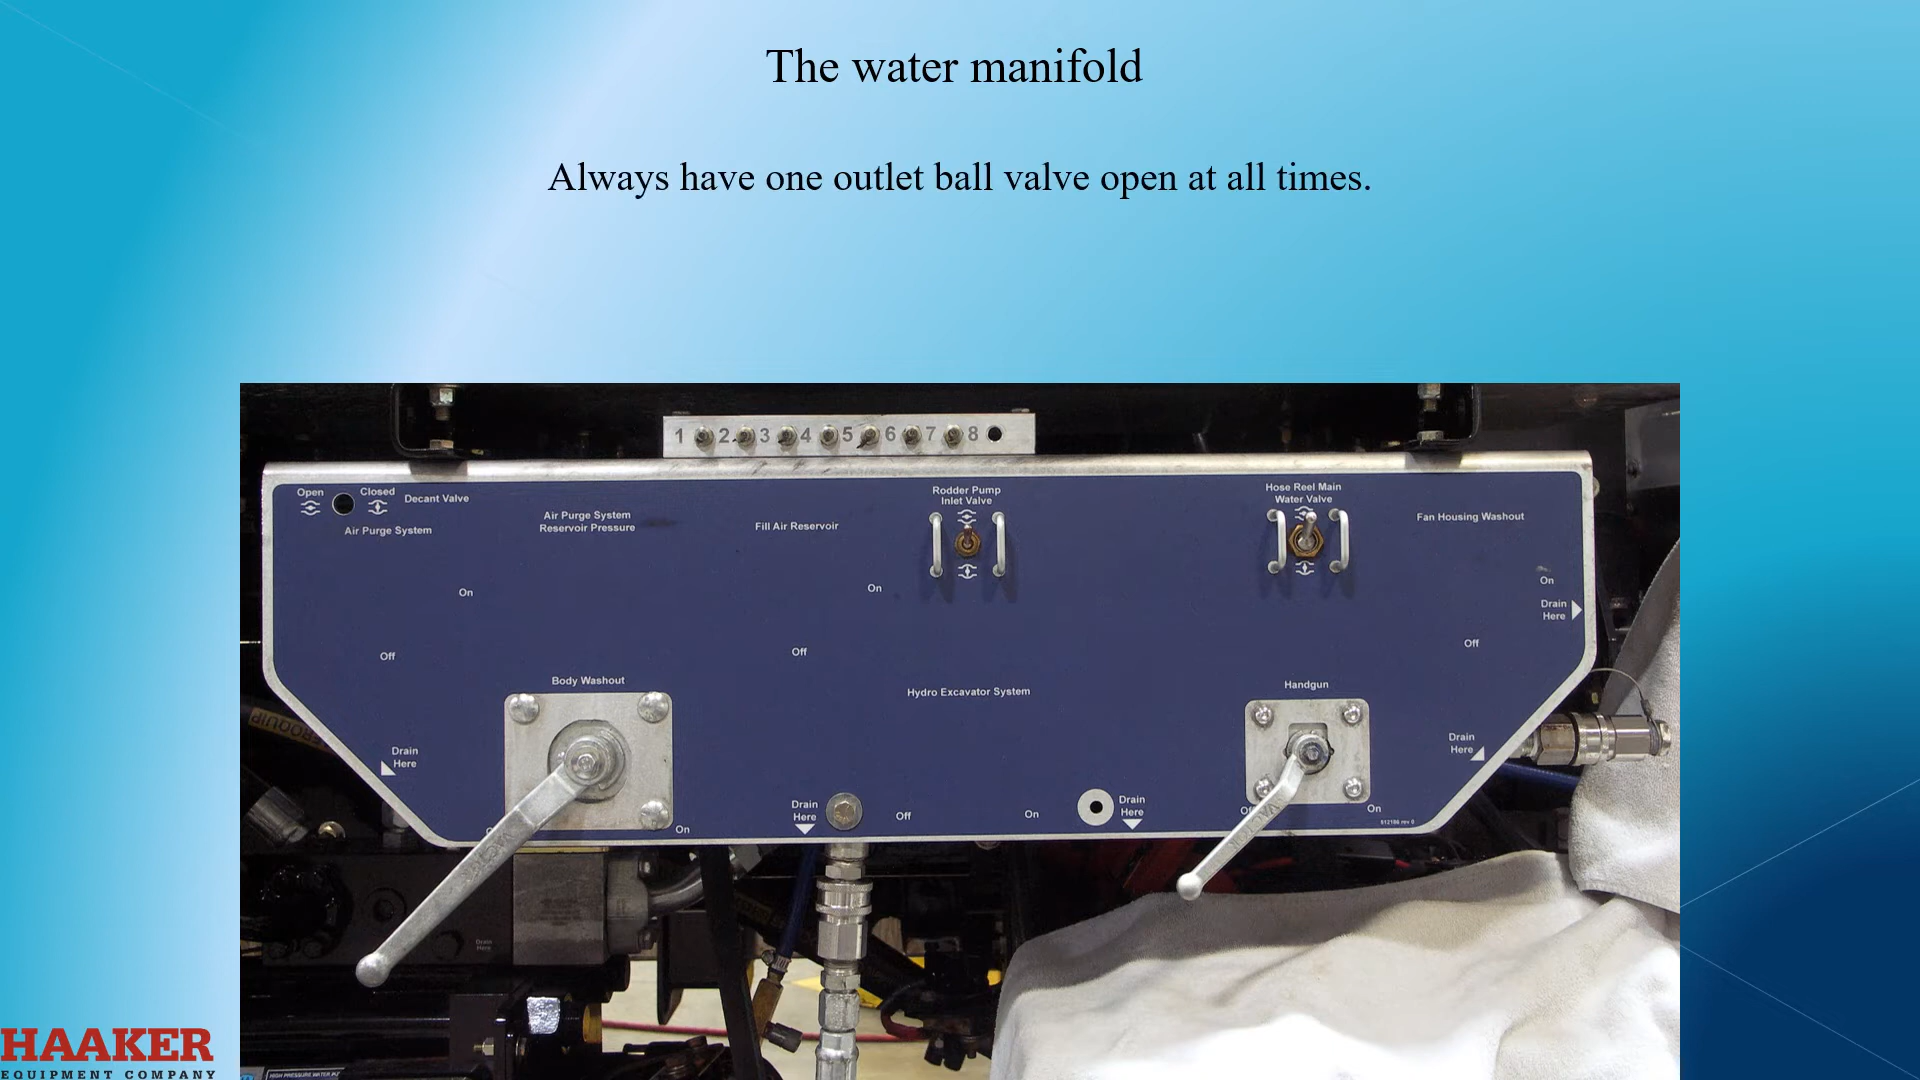 The water manifold
Always have one outlet ball valve open at all times.
1 2 3 4 5 6 7 8
Open
Closed
Decant Valve
Air Purge System
Air Purge System
Reservoir Pressure
Fill Air Reservoir
Rodder Pump
Inlet Valve
Hose Reel Main
Water Valve
Fan Housing Washout
On
On
On
Drain
Here
Off
Off
Off
Body Washout
Hydro Excavator System
Handgun
Drain
Here
Drain
Here
Drain
Here
Off
On
Drain
Here
On
On
Drain
Here
HAAKER
EQUIPMENT COMPANY